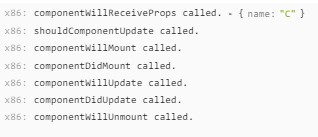 x86: componentWillReceiveProps called. ▸ { name: "C" }
x86: shouldComponentUpdate called.
x86: componentWillMount called.
x86: componentDidMount called.
x86: componentWillUpdate called.
x86: componentDidUpdate called.
x86: componentWillUnmount called.